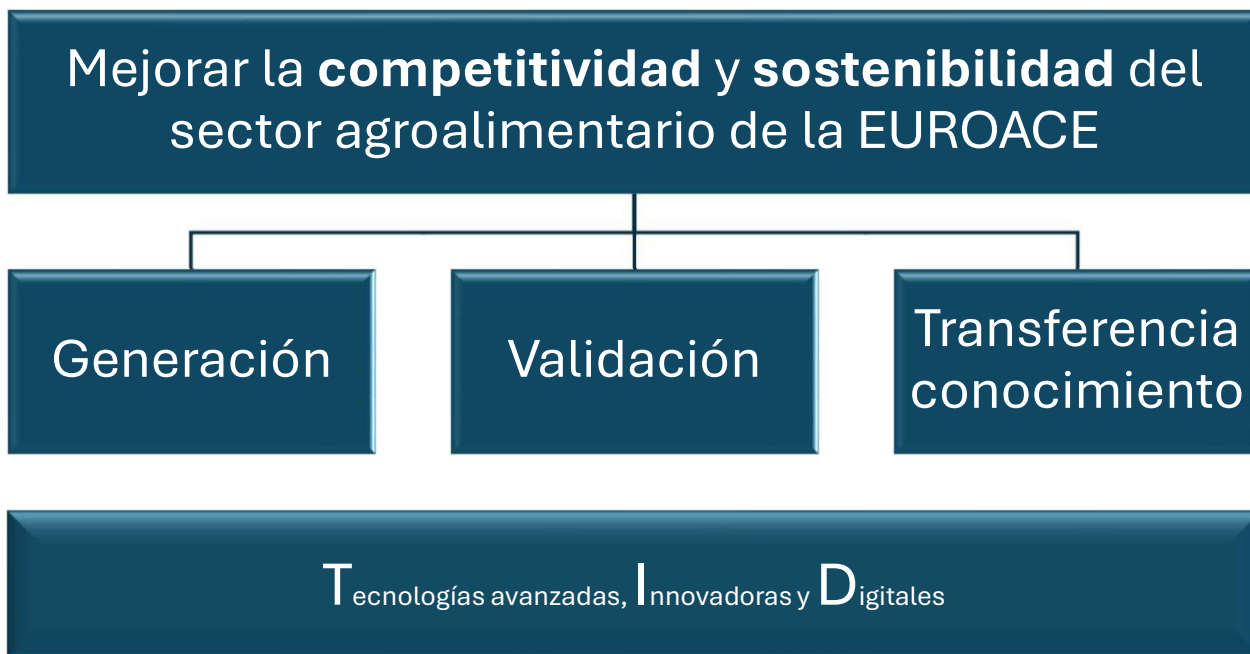 Mejorar la competitividad y sostenibilidad del
sector agroalimentario de la EUROACE
Generación
Validación
Transferencia
conocimiento
Tecnologías avanzadas, Innovadoras y Digitales